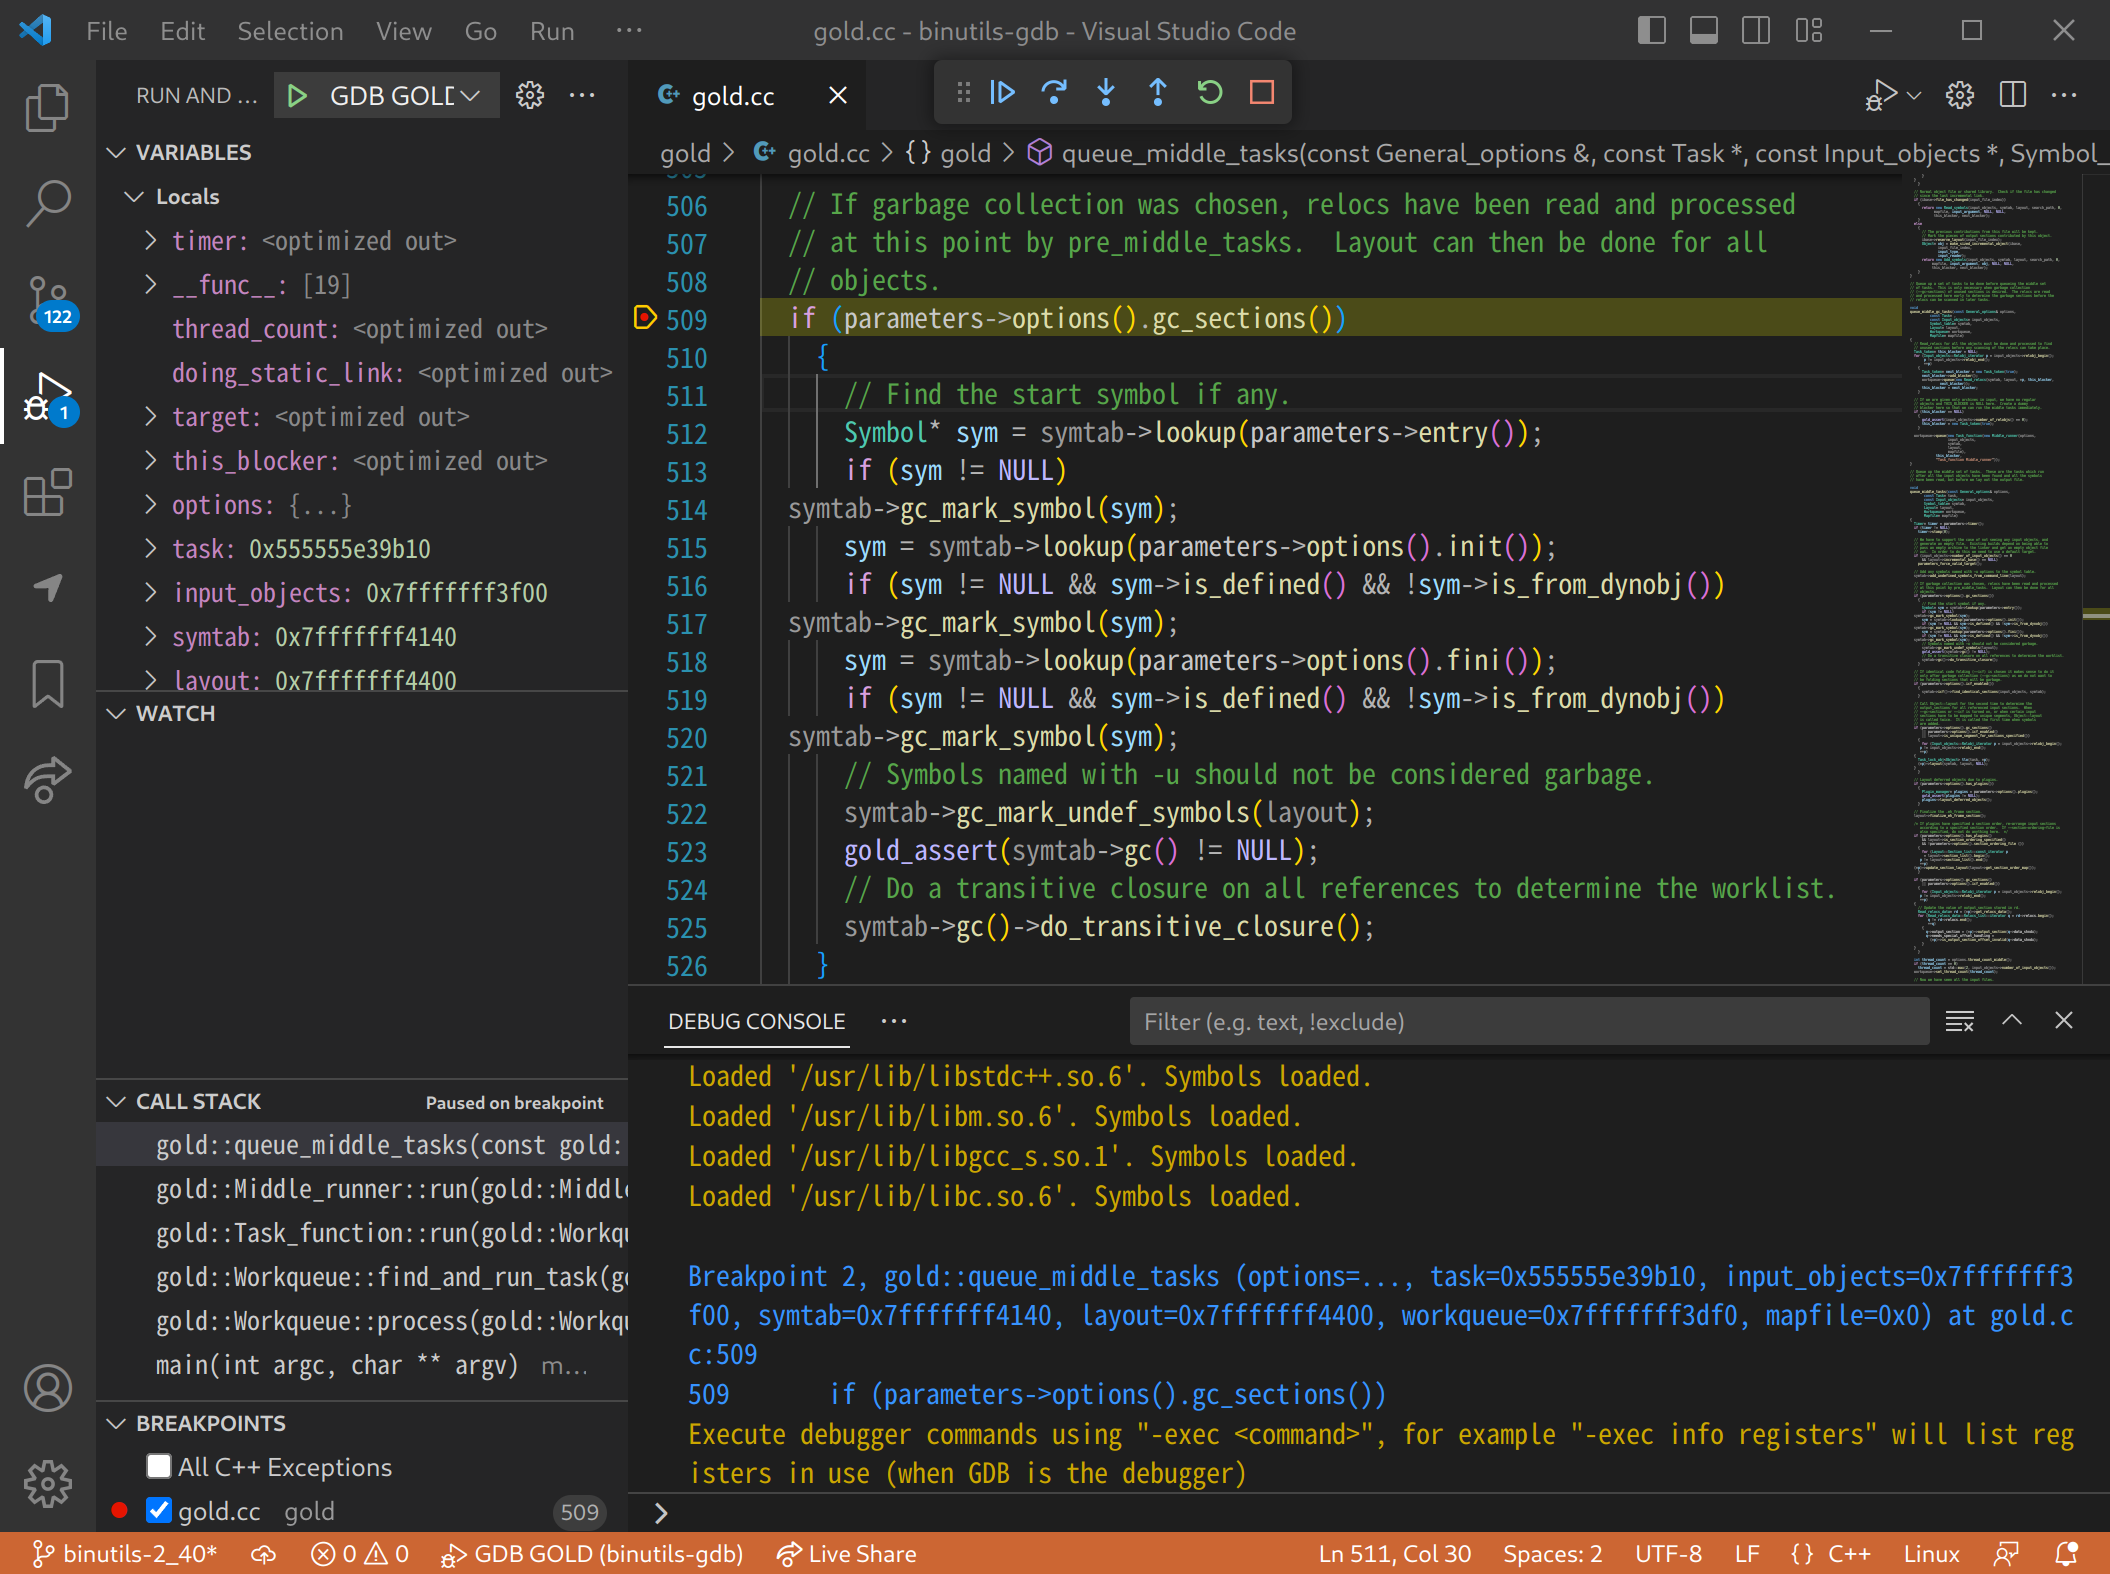 File Edit Selection View Go Run ··· gold.cc - binutils-gdb - Visual Studio Code
RUN AND ... GDB GOLD ···
VARIABLES
Locals
timer: <optimized out>
__func__: [19]
thread_count: <optimized out>
doing_static_link: <optimized out>
target: <optimized out>
this_blocker: <optimized out>
options: {...}
task: 0x555555e39b10
input_objects: 0x7fffffff3f00
symtab: 0x7fffffff4140
layout: 0x7fffffff4400
WATCH
CALL STACK Paused on breakpoint
gold::queue_middle_tasks(const gold:
gold::Middle_runner::run(gold::Middle
gold::Task_function::run(gold::Workqu
gold::Workqueue::find_and_run_task(go
gold::Workqueue::process(gold::Workqu
main(int argc, char ** argv) m...
BREAKPOINTS
All C++ Exceptions
gold.cc gold 509
122
1
gold.cc
gold > gold.cc > {} gold > queue_middle_tasks(const General_options &, const Task *, const Input_objects *, Symbol_
505
506 // If garbage collection was chosen, relocs have been read and processed
507 // at this point by pre_middle_tasks.  Layout can then be done for all
508 // objects.
509 if (parameters->options().gc_sections())
510 {
511 // Find the start symbol if any.
512 Symbol* sym = symtab->lookup(parameters->entry());
513 if (sym != NULL)
514 symtab->gc_mark_symbol(sym);
515 sym = symtab->lookup(parameters->options().init());
516 if (sym != NULL && sym->is_defined() && !sym->is_from_dynobj())
517 symtab->gc_mark_symbol(sym);
518 sym = symtab->lookup(parameters->options().fini());
519 if (sym != NULL && sym->is_defined() && !sym->is_from_dynobj())
520 symtab->gc_mark_symbol(sym);
521 // Symbols named with -u should not be considered garbage.
522 symtab->gc_mark_undef_symbols(layout);
523 gold_assert(symtab->gc() != NULL);
524 // Do a transitive closure on all references to determine the worklist.
525 symtab->gc()->do_transitive_closure();
526 }
DEBUG CONSOLE ··· Filter (e.g. text, !exclude)
Loaded '/usr/lib/libstdc++.so.6'. Symbols loaded.
Loaded '/usr/lib/libm.so.6'. Symbols loaded.
Loaded '/usr/lib/libgcc_s.so.1'. Symbols loaded.
Loaded '/usr/lib/libc.so.6'. Symbols loaded.
Breakpoint 2, gold::queue_middle_tasks (options=..., task=0x555555e39b10, input_objects=0x7fffffff3
f00, symtab=0x7fffffff4140, layout=0x7fffffff4400, workqueue=0x7fffffff3df0, mapfile=0x0) at gold.c
c:509
509 if (parameters->options().gc_sections())
Execute debugger commands using "-exec <command>", for example "-exec info registers" will list reg
isters in use (when GDB is the debugger)
binutils-2_40* 0 0 GDB GOLD (binutils-gdb) Live Share Ln 511, Col 30 Spaces: 2 UTF-8 LF {} C++ Linux